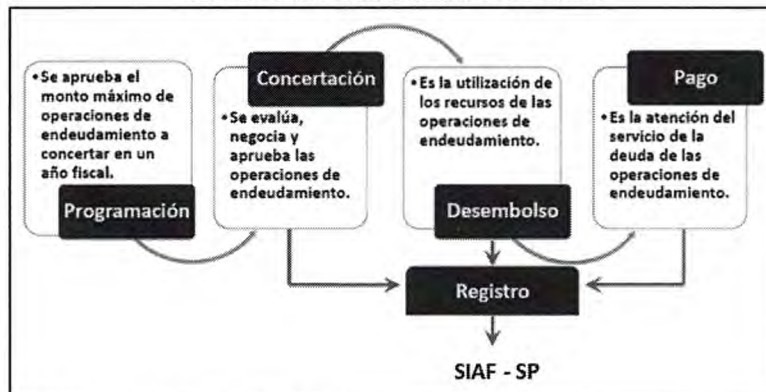 • Se aprueba el
monto máximo de
operaciones de
endeudamiento a
concertar en un
año fiscal.
Programación
Concertación
• Se evalúa,
negocia y
aprueba las
operaciones de
endeudamiento.
• Es la utilización de
los recursos de las
operaciones de
endeudamiento.
Desembolso
Pago
• Es la atención del
servicio de la
deuda de las
operaciones de
endeudamiento.
Registro
SIAF - SP